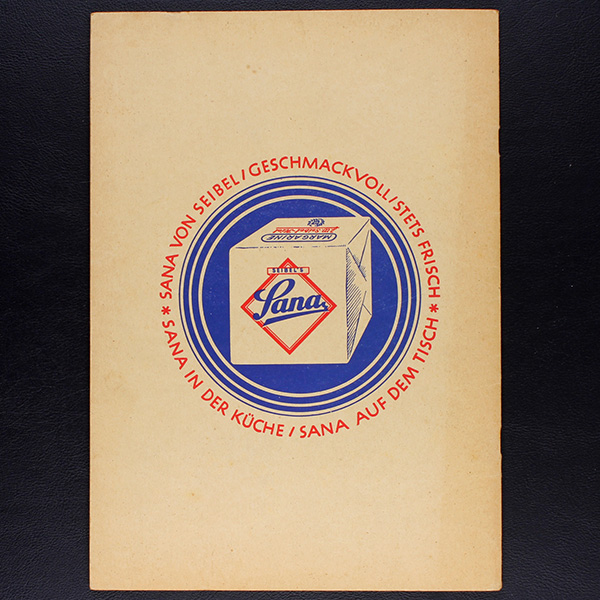 * SANA VON SEIBEL / GESCHMACKVOLL / STETS FRISCH *
SANA IN DER KÜCHE / SANA AUF DEM TISCH
MARGARINE
SEIBEL'S
Sana